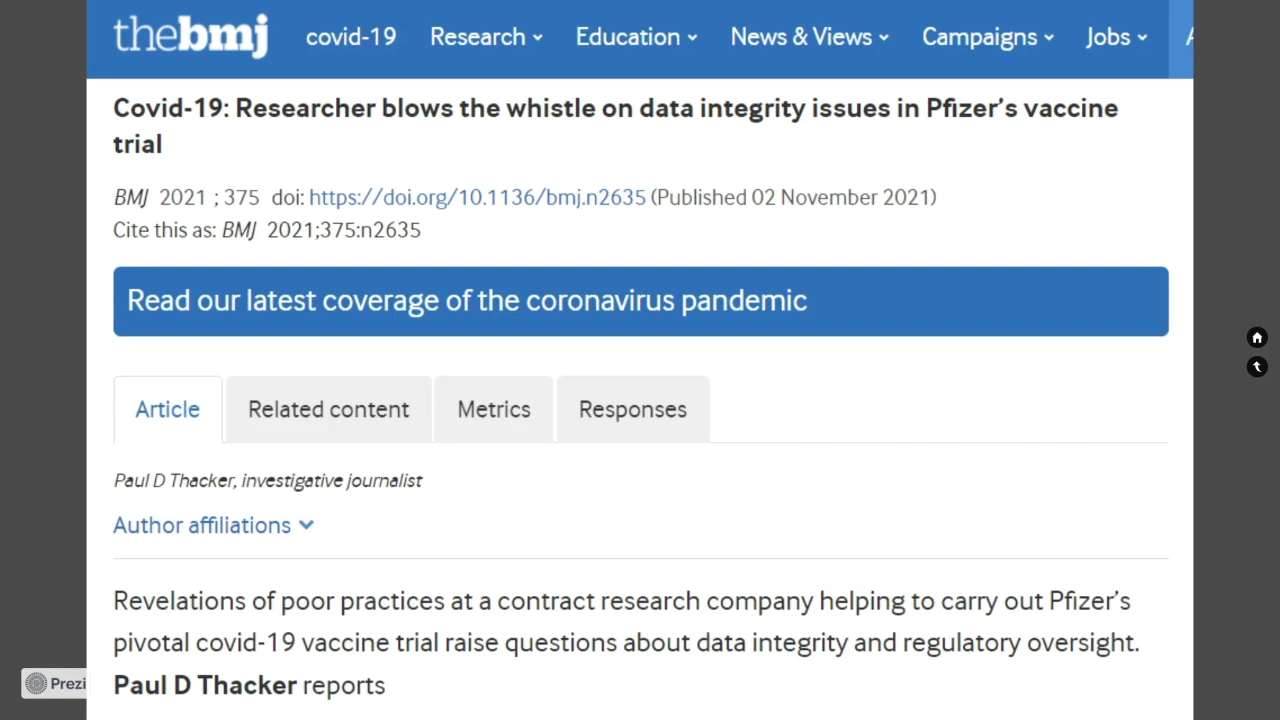 thebmj covid-19 Research Education News & Views Campaigns Jobs
Covid-19: Researcher blows the whistle on data integrity issues in Pfizer's vaccine
trial
BMJ 2021 ; 375 doi: https://doi.org/10.1136/bmj.n2635 (Published 02 November 2021)
Cite this as: BMJ 2021;375:n2635
Read our latest coverage of the coronavirus pandemic
Article Related content Metrics Responses
Paul D Thacker, investigative journalist
Author affiliations
Revelations of poor practices at a contract research company helping to carry out Pfizer's
pivotal covid-19 vaccine trial raise questions about data integrity and regulatory oversight.
Paul D Thacker reports
Prezi